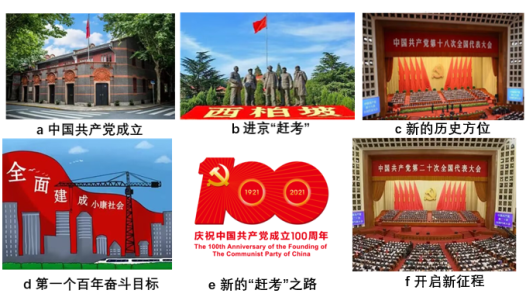 西柏坡
中国共产党第十八次全国代表大会
a 中国共产党成立
b 进京“赶考”
c 新的历史方位
全面
建成小康社会
100
1921
2021
庆祝中国共产党成立100周年
The 100th Anniversary of the Founding of
The Communist Party of China
中国共产党第二十次全国代表大会
d 第一个百年奋斗目标
e 新的“赶考”之路
f 开启新征程